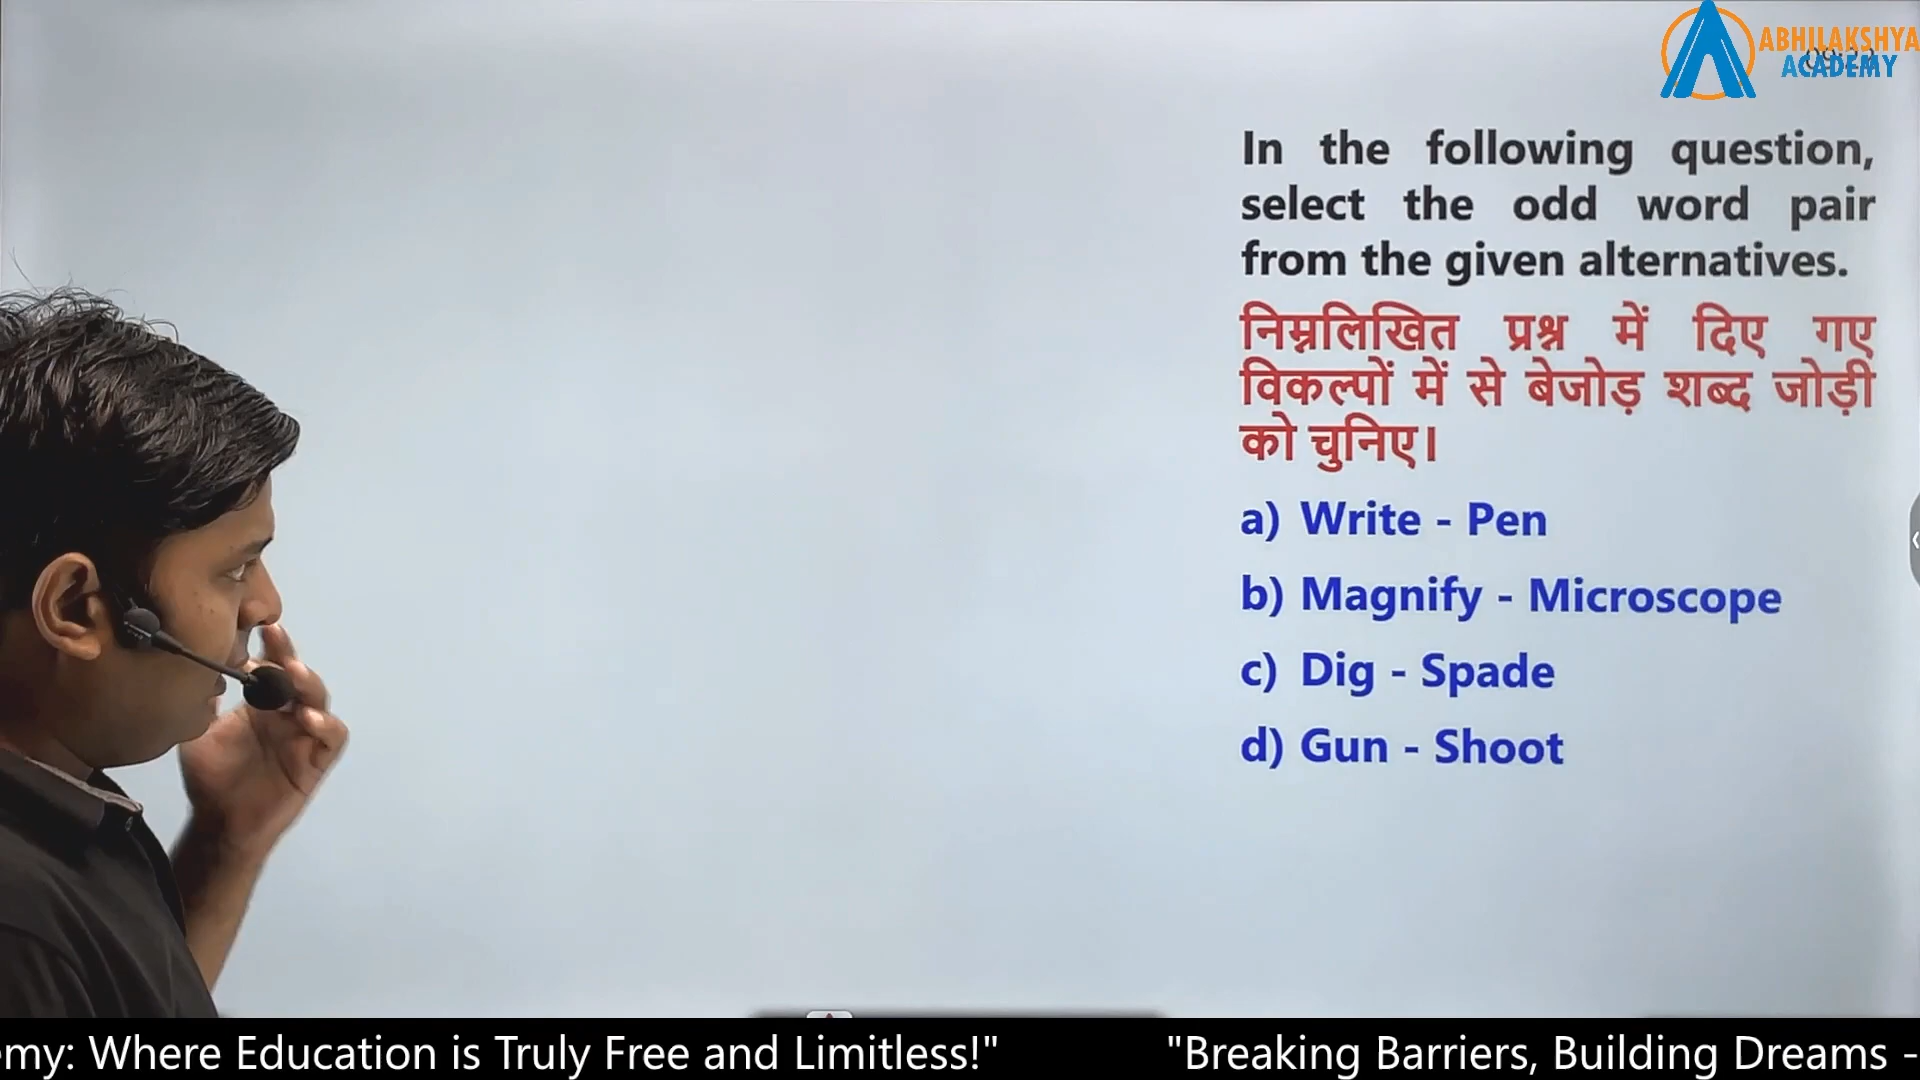 ABHILAKSHYA
ACADEMY
In the following question,
select the odd word pair
from the given alternatives.
निम्नलिखित प्रश्न में दिए गए
विकल्पों में से बेजोड़ शब्द जोड़ी
को चुनिए।
a) Write - Pen
b) Magnify - Microscope
c) Dig - Spade
d) Gun - Shoot
emy: Where Education is Truly Free and Limitless!" "Breaking Barriers, Building Dreams -